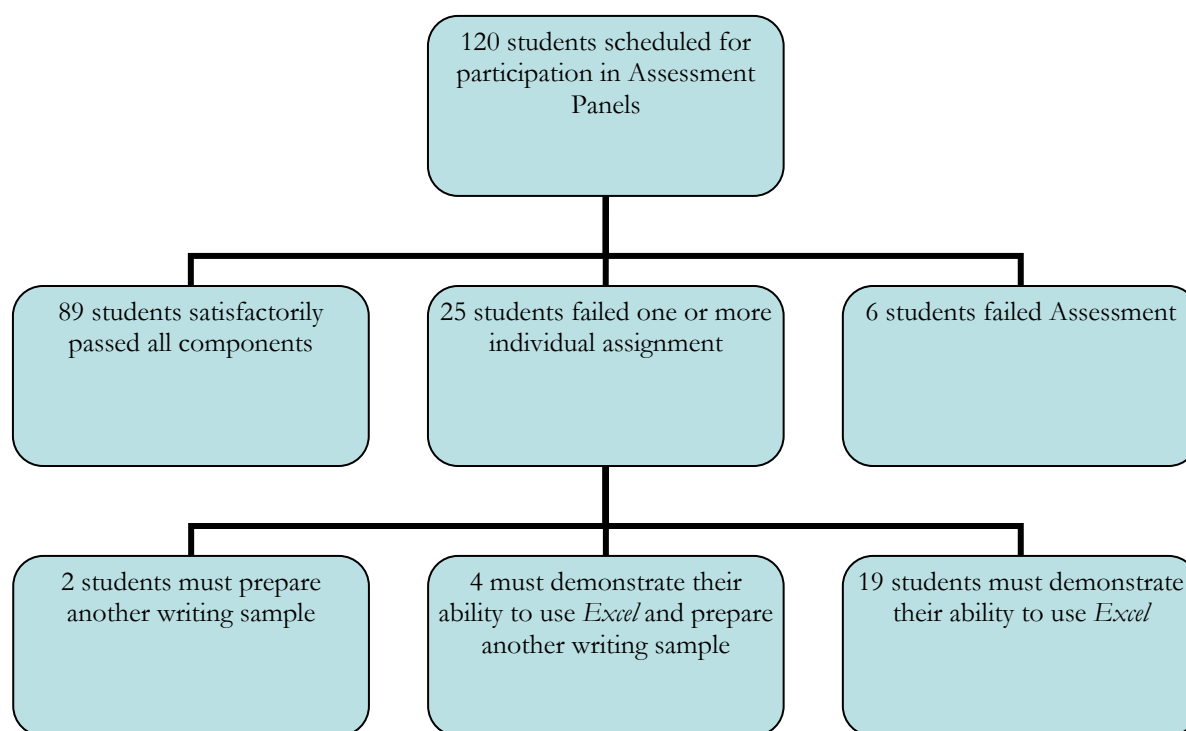 120 students scheduled for
participation in Assessment
Panels
89 students satisfactorily
passed all components
25 students failed one or more
individual assignment
6 students failed Assessment
2 students must prepare
another writing sample
4 must demonstrate their
ability to use Excel and prepare
another writing sample
19 students must demonstrate
their ability to use Excel